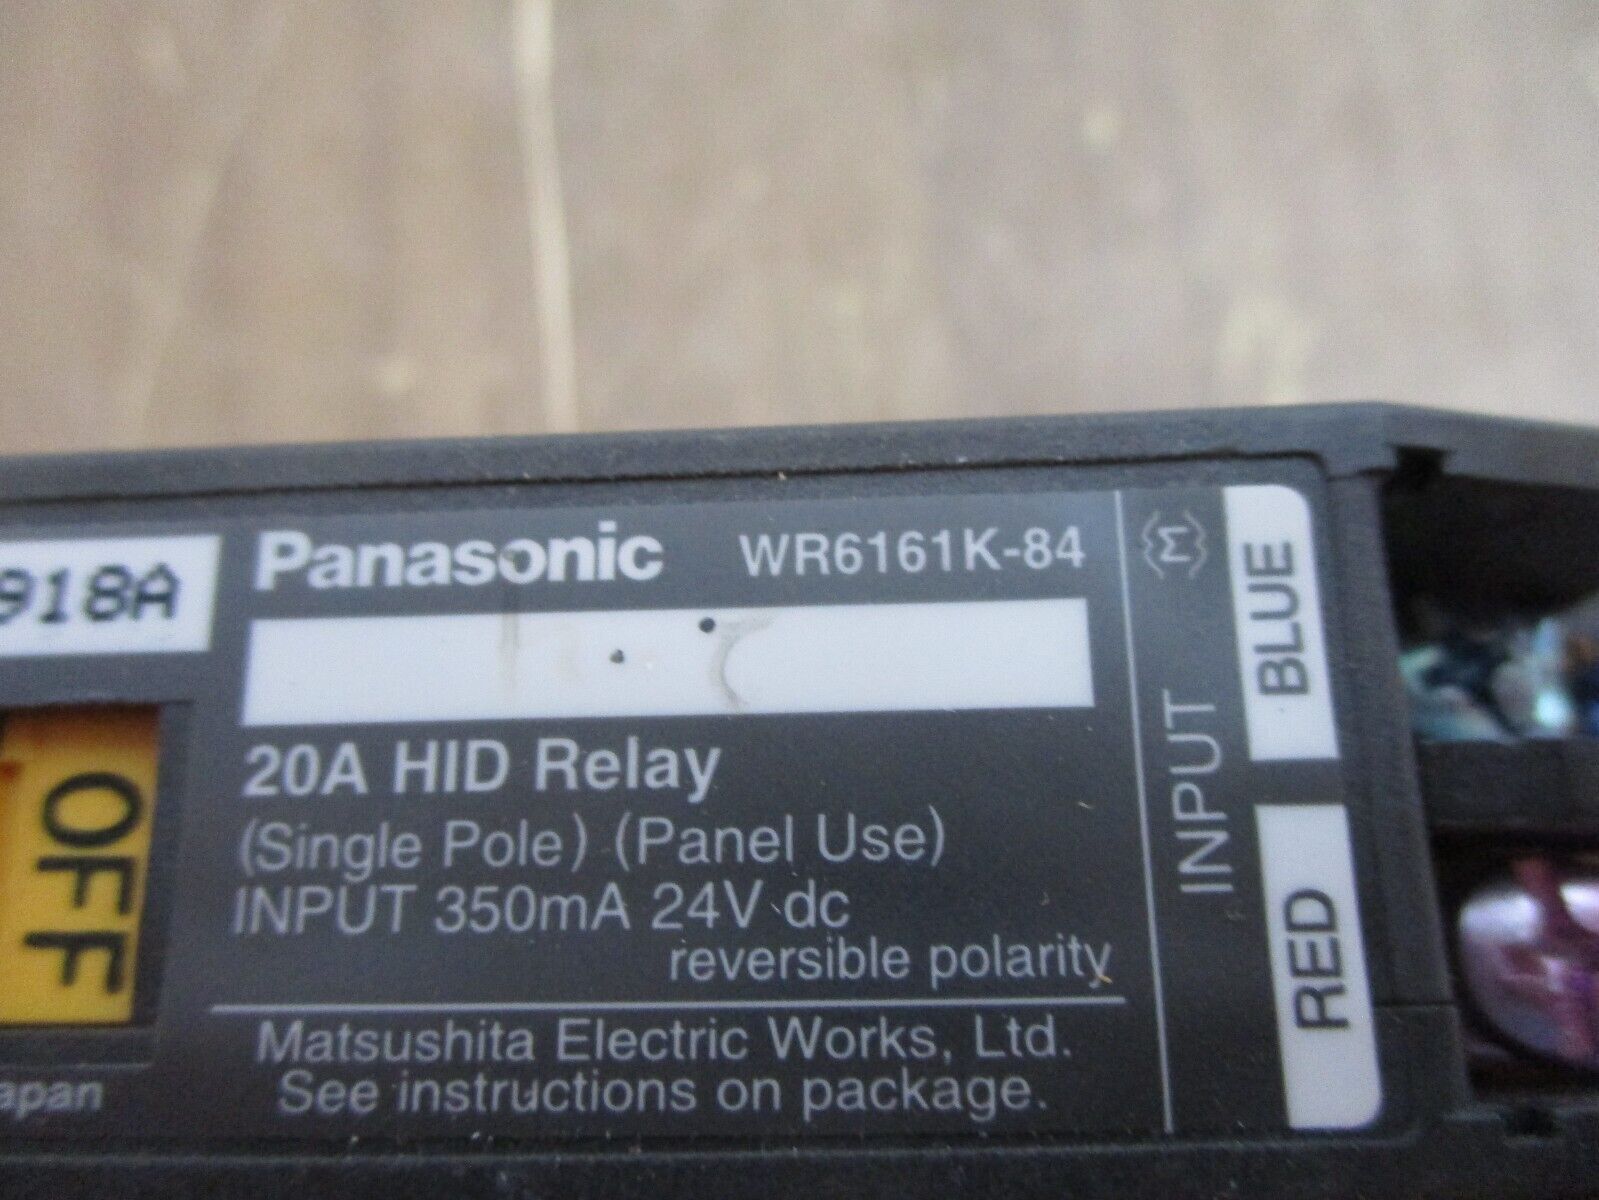 918A
OFF
Panasonic WR6161K-84
20A HID Relay
(Single Pole) (Panel Use)
INPUT 350mA 24V dc
reversible polarity
Matsushita Electric Works, Ltd.
See instructions on package.
INPUT
BLUE
RED
apan